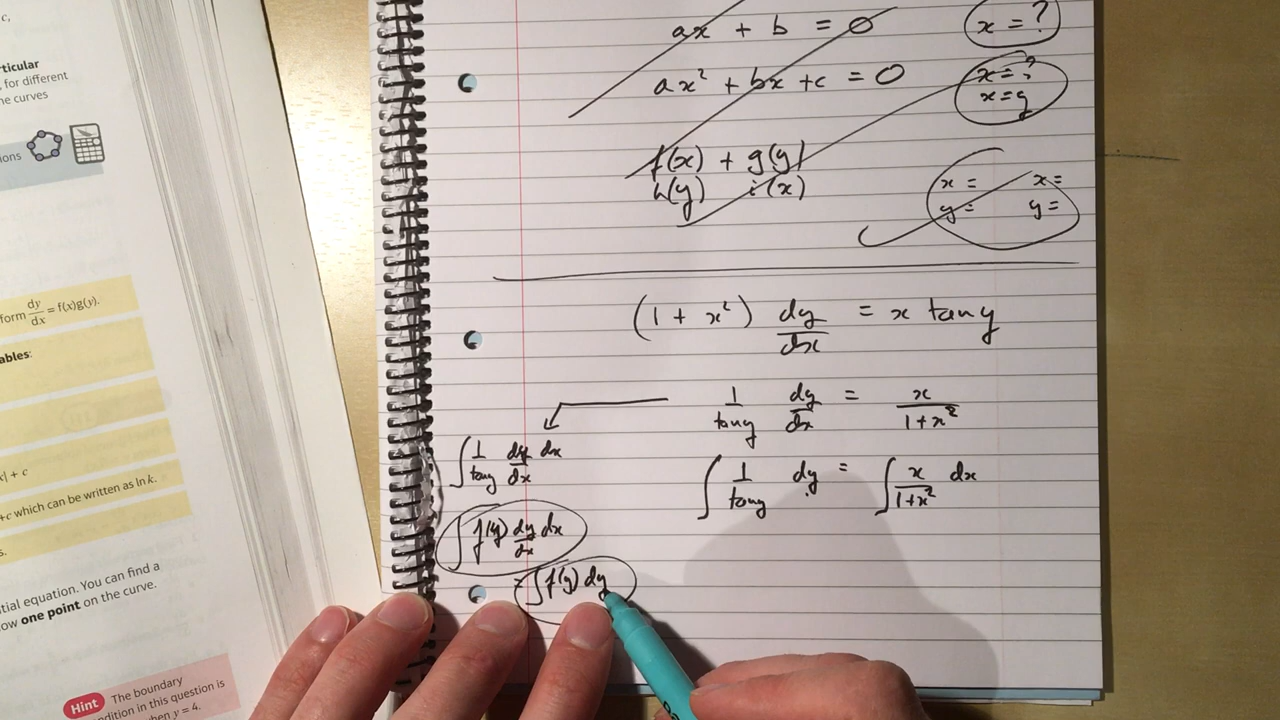 c,
rticular
, for different
he curves
ions
form dy/dx = f(x)g(y).
ables:
x| + c
+c which can be written as ln k.
s.
tial equation. You can find a
ow one point on the curve.
Hint The boundary
ndition in this question is
when y = 4.
ax + b = 0
x = ?
ax² + bx + c = 0
x = ?
x = y
f(x) + g(y)
h(y) i(x)
x = x =
y = y =
(1 + x²) dy/dx = x tan y
1/tan y dy/dx = x/(1+x²)
∫ 1/tan y dy/dx dx
∫ 1/tan y dy = ∫ x/(1+x²) dx
∫ f(y) dy/dx dx
= ∫ f(y) dy